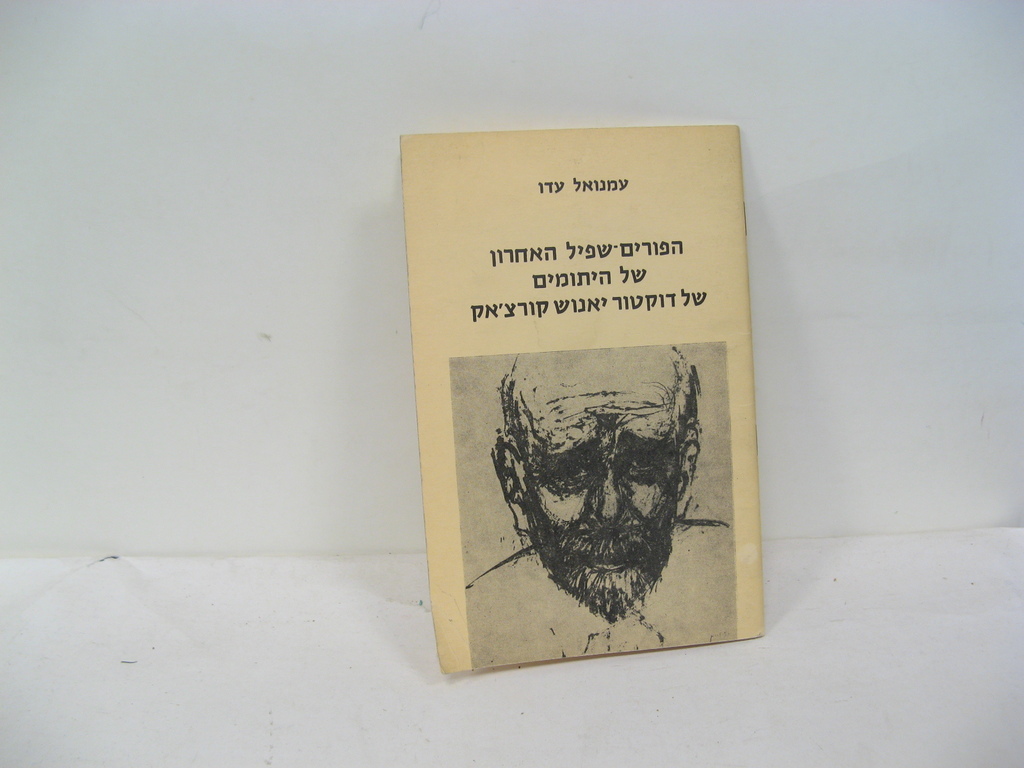 עמנואל עדו
הפורים־שפיל האחרון
של היתומים
של דוקטור יאנוש קורצ'אק